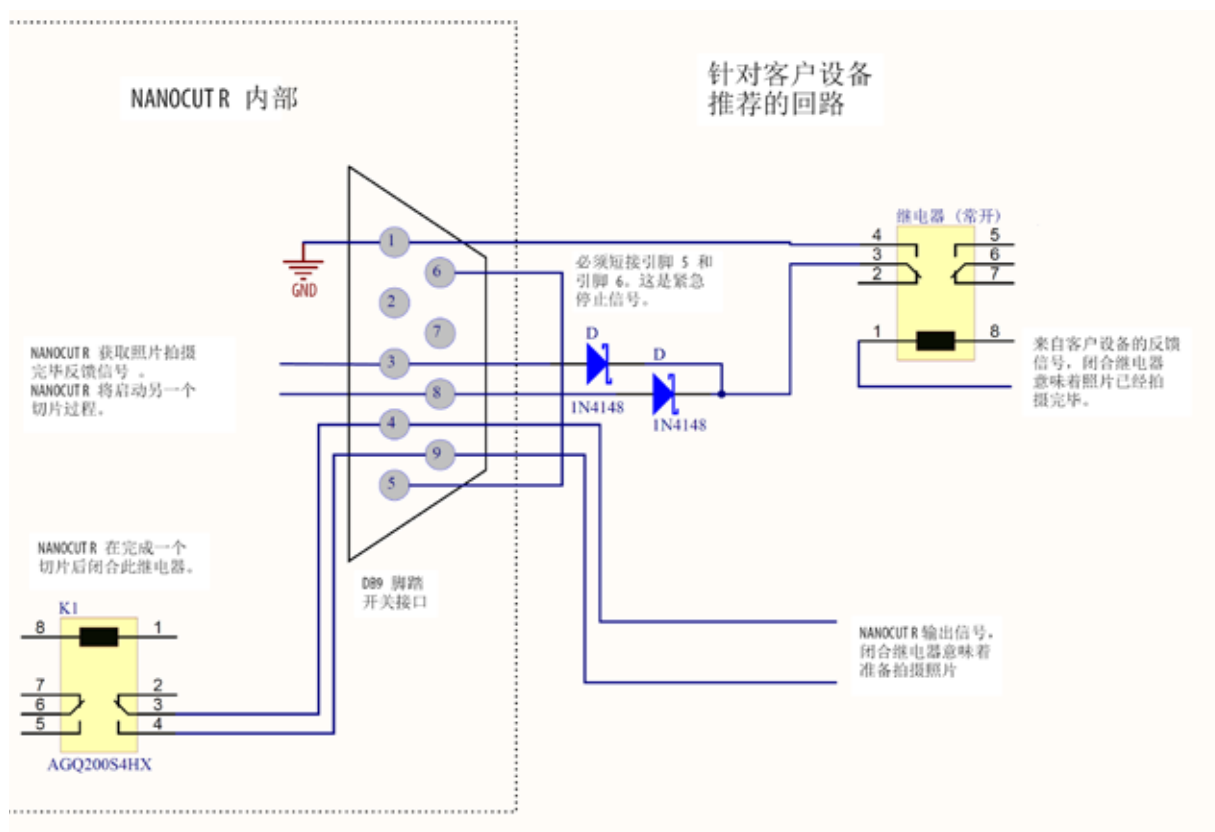 NANOCUT R 内部
针对客户设备
推荐的回路
继电器 (常开)
4
5
3
6
2
7
1
8
GND
1
6
2
7
3
8
4
9
5
必须短接引脚 5 和
引脚 6。这是紧急
停止信号。
D
D
1N4148
1N4148
NANOCUT R 获取照片拍摄
完毕反馈信号 。
NANOCUT R 将启动另一个
切片过程。
来自客户设备的反馈
信号，闭合继电器
意味着照片已经拍
摄完毕。
NANOCUT R 在完成一个
切片后闭合此继电器。
DB9 脚踏
开关接口
K1
8
1
7
2
6
3
5
4
AGQ200S4HX
NANOCUT R 输出信号，
闭合继电器意味着
准备拍摄照片